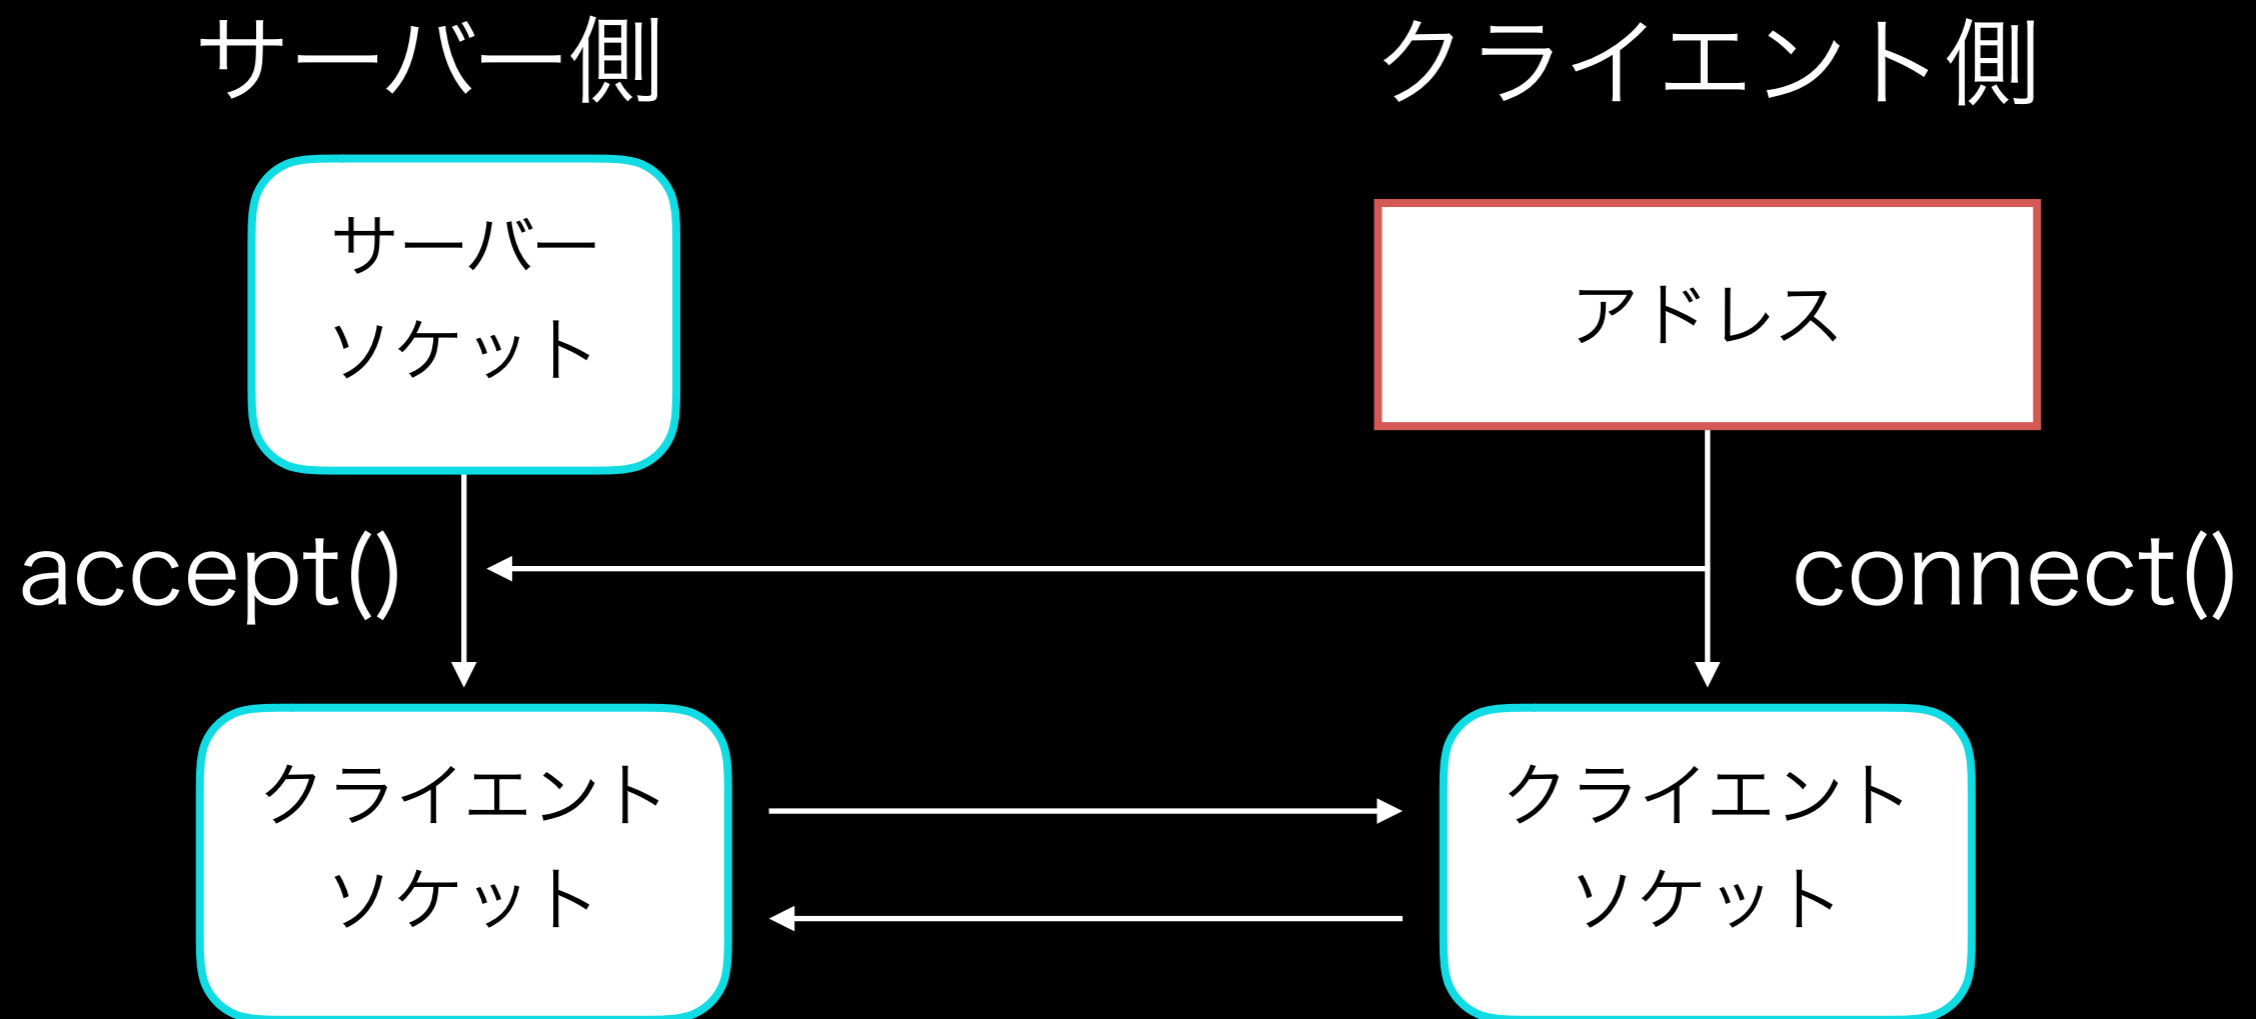 サーバー側
クライエント側
サーバー
ソケット
アドレス
accept()
connect()
クライエント
ソケット
クライエント
ソケット